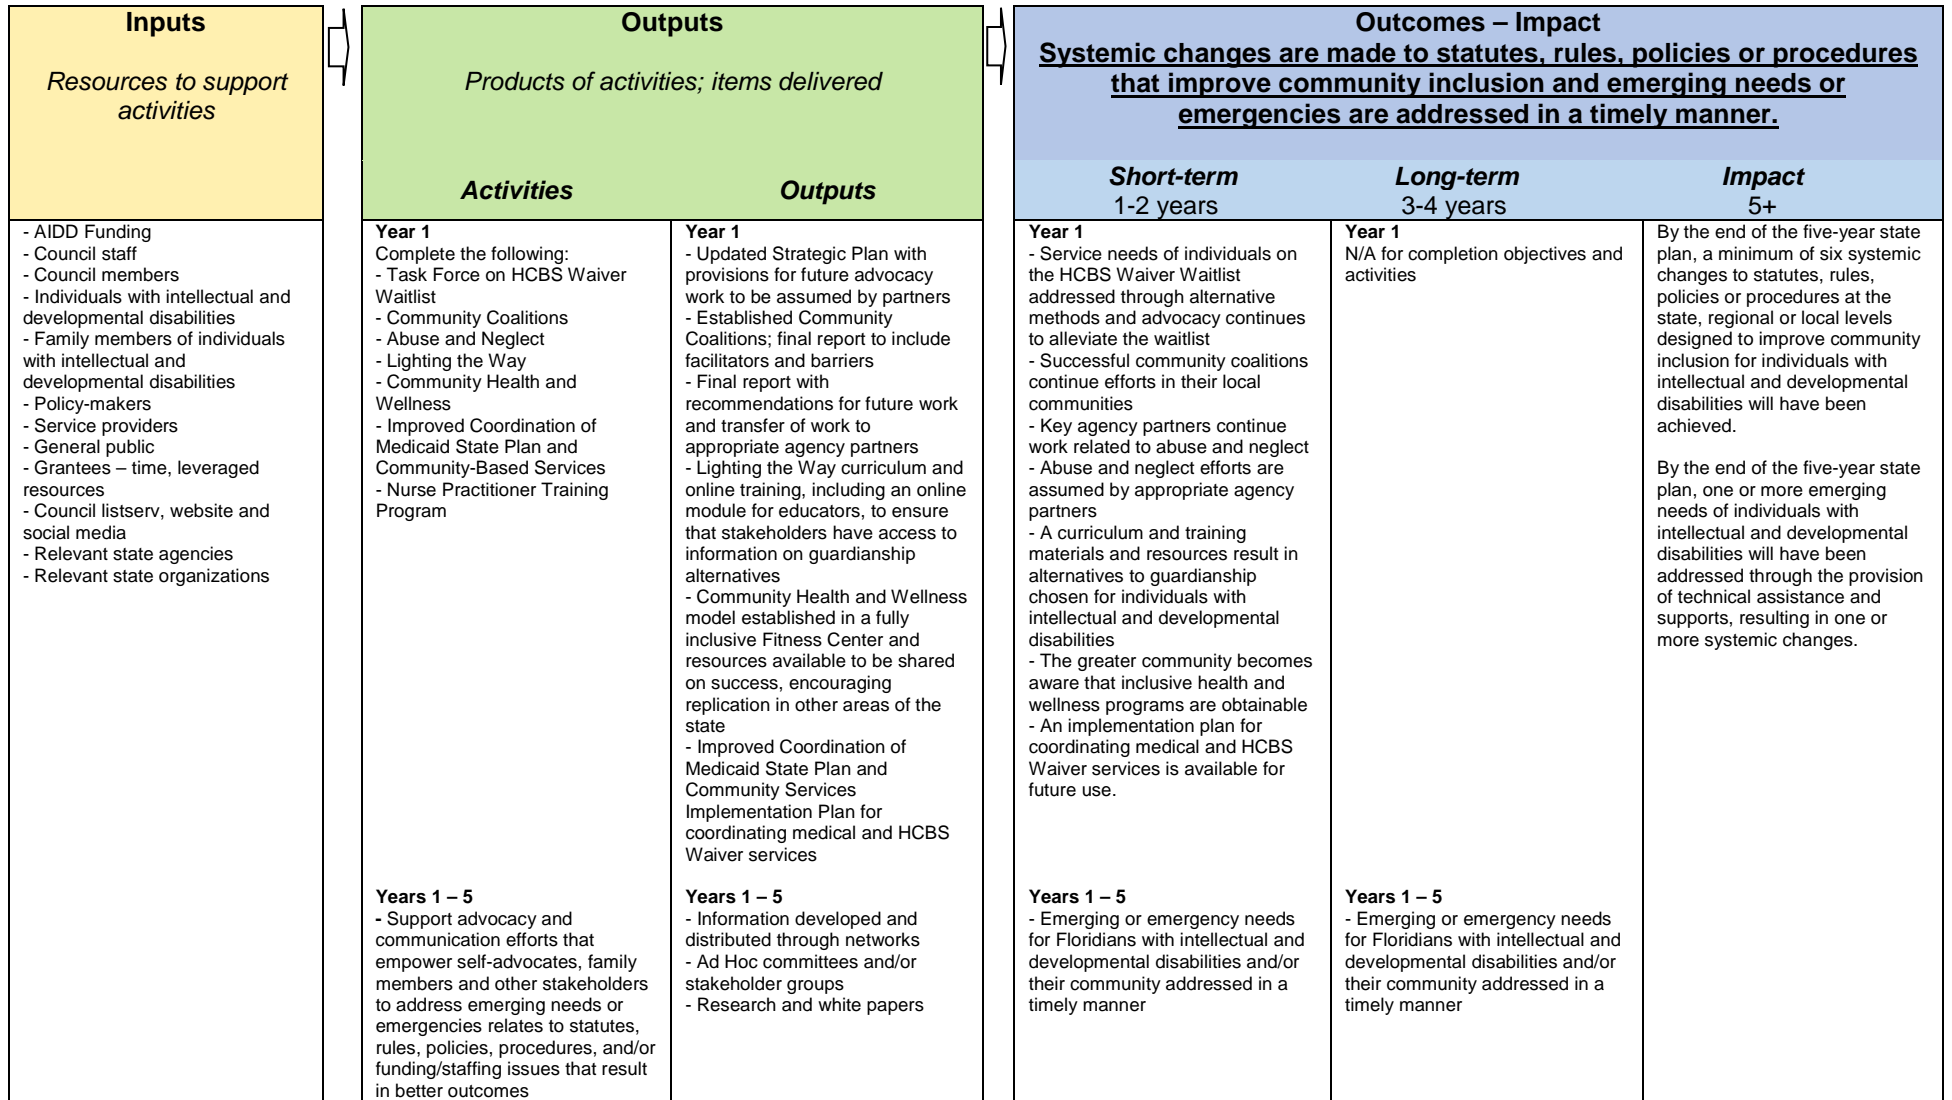 Inputs
Resources to support
activities
Outputs
Products of activities; items delivered
Activities
Outputs
Outcomes – Impact
Systemic changes are made to statutes, rules, policies or procedures
that improve community inclusion and emerging needs or
emergencies are addressed in a timely manner.
Short-term
1-2 years
Long-term
3-4 years
Impact
5+
- AIDD Funding
- Council staff
- Council members
- Individuals with intellectual and
developmental disabilities
- Family members of individuals
with intellectual and
developmental disabilities
- Policy-makers
- Service providers
- General public
- Grantees – time, leveraged
resources
- Council listserv, website and
social media
- Relevant state agencies
- Relevant state organizations
Year 1
Complete the following:
- Task Force on HCBS Waiver
Waitlist
- Community Coalitions
- Abuse and Neglect
- Lighting the Way
- Community Health and
Wellness
- Improved Coordination of
Medicaid State Plan and
Community-Based Services
- Nurse Practitioner Training
Program
Years 1 – 5
- Support advocacy and
communication efforts that
empower self-advocates, family
members and other stakeholders
to address emerging needs or
emergencies relates to statutes,
rules, policies, procedures, and/or
funding/staffing issues that result
in better outcomes
Year 1
- Updated Strategic Plan with
provisions for future advocacy
work to be assumed by partners
- Established Community
Coalitions; final report to include
facilitators and barriers
- Final report with
recommendations for future work
and transfer of work to
appropriate agency partners
- Lighting the Way curriculum and
online training, including an online
module for educators, to ensure
that stakeholders have access to
information on guardianship
alternatives
- Community Health and Wellness
model established in a fully
inclusive Fitness Center and
resources available to be shared
on success, encouraging
replication in other areas of the
state
- Improved Coordination of
Medicaid State Plan and
Community Services
Implementation Plan for
coordinating medical and HCBS
Waiver services
Years 1 – 5
- Information developed and
distributed through networks
- Ad Hoc committees and/or
stakeholder groups
- Research and white papers
Year 1
- Service needs of individuals on
the HCBS Waiver Waitlist
addressed through alternative
methods and advocacy continues
to alleviate the waitlist
- Successful community coalitions
continue efforts in their local
communities
- Key agency partners continue
work related to abuse and neglect
- Abuse and neglect efforts are
assumed by appropriate agency
partners
- A curriculum and training
materials and resources result in
alternatives to guardianship
chosen for individuals with
intellectual and developmental
disabilities
- The greater community becomes
aware that inclusive health and
wellness programs are obtainable
- An implementation plan for
coordinating medical and HCBS
Waiver services is available for
future use.
Years 1 – 5
- Emerging or emergency needs
for Floridians with intellectual and
developmental disabilities and/or
their community addressed in a
timely manner
Year 1
N/A for completion objectives and
activities
Years 1 – 5
- Emerging or emergency needs
for Floridians with intellectual and
developmental disabilities and/or
their community addressed in a
timely manner
By the end of the five-year state
plan, a minimum of six systemic
changes to statutes, rules,
policies or procedures at the
state, regional or local levels
designed to improve community
inclusion for individuals with
intellectual and developmental
disabilities will have been
achieved.
By the end of the five-year state
plan, one or more emerging
needs of individuals with
intellectual and developmental
disabilities will have been
addressed through the provision
of technical assistance and
supports, resulting in one or
more systemic changes.